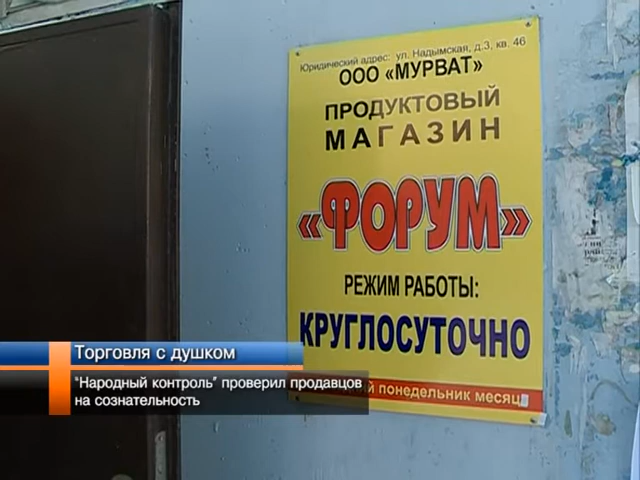 Юридический адрес: ул. Надымская, д.3, кв. 46
ООО «МУРВАТ»
ПРОДУКТОВЫЙ
МАГАЗИН
«ФОРУМ»
РЕЖИМ РАБОТЫ:
КРУГЛОСУТОЧНО
понедельник месяца
Торговля с душком
"Народный контроль" проверил продавцов
на сознательность